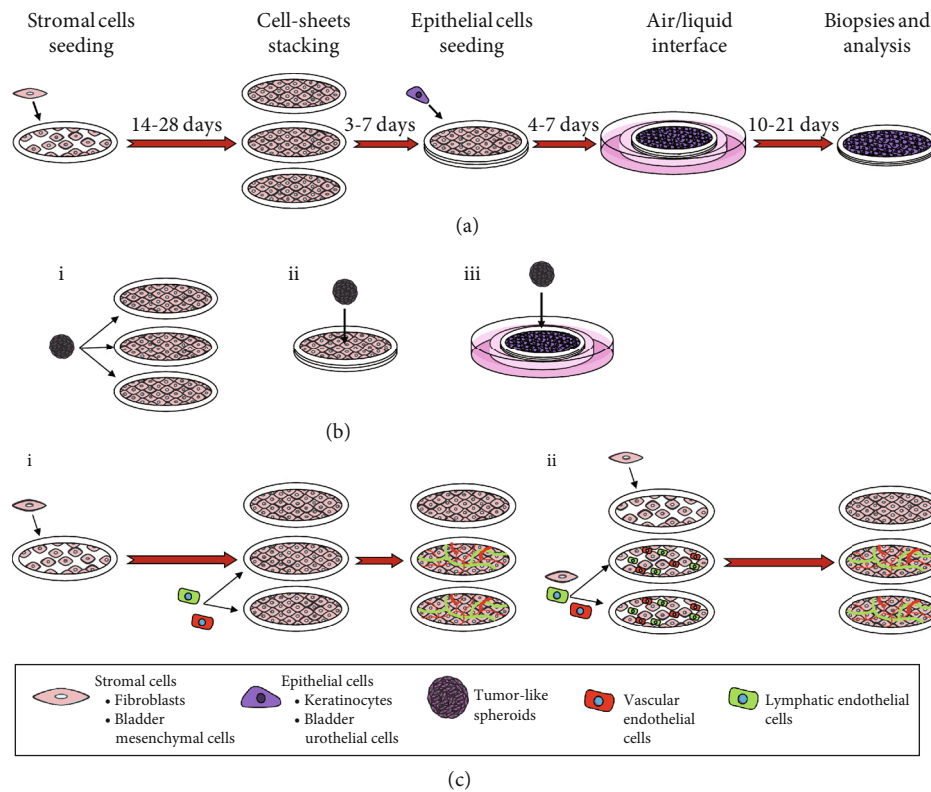 Stromal cells
seeding
Cell-sheets
stacking
Epithelial cells
seeding
Air/liquid
interface
Biopsies and
analysis
14-28 days
3-7 days
4-7 days
10-21 days
(a)
i
ii
iii
(b)
i
ii
Stromal cells
• Fibroblasts
• Bladder
mesenchymal cells
Epithelial cells
• Keratinocytes
• Bladder
urothelial cells
Tumor-like
spheroids
Vascular
endothelial
cells
Lymphatic endothelial
cells
(c)